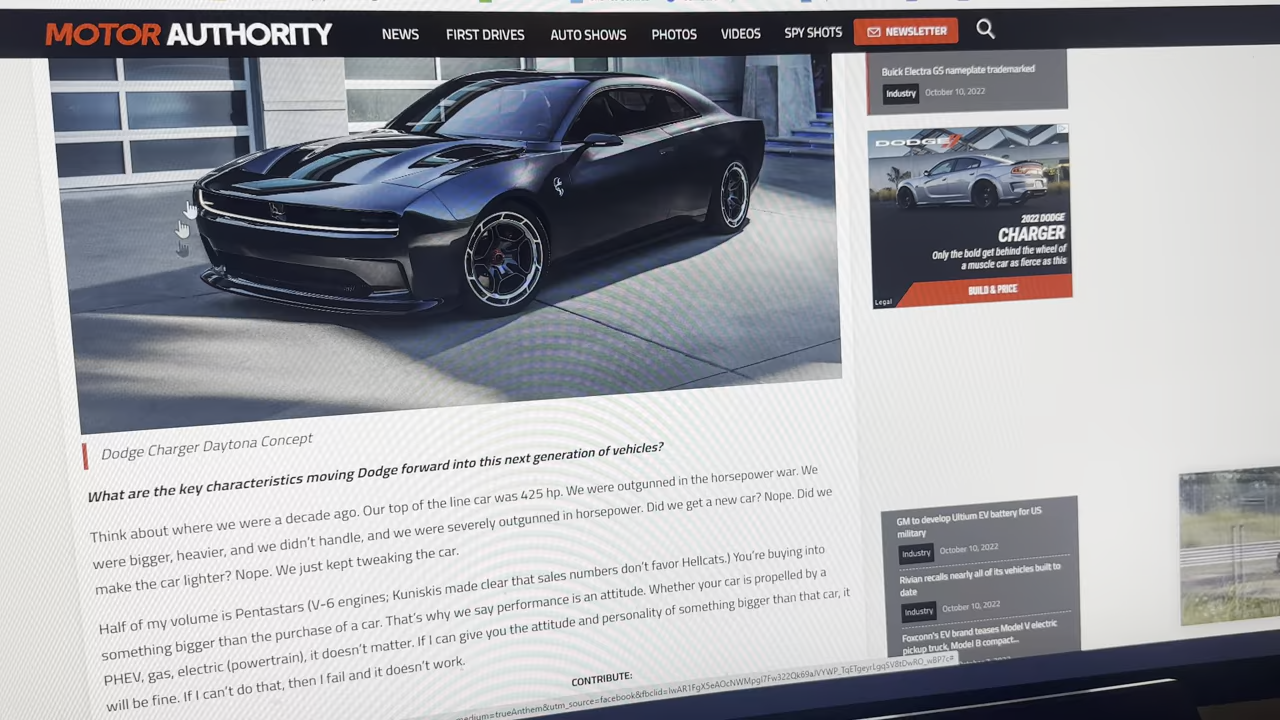 MOTOR AUTHORITY
NEWS FIRST DRIVES AUTO SHOWS PHOTOS VIDEOS SPY SHOTS NEWSLETTER
Buick Electra GS nameplate trademarked
Industry October 10, 2022
DODGE
2022 DODGE
CHARGER
Only the bold get behind the wheel of
a muscle car as fierce as this
BUILD & PRICE
Legal
Dodge Charger Daytona Concept
What are the key characteristics moving Dodge forward into this next generation of vehicles?
Think about where we were a decade ago. Our top of the line car was 425 hp. We were outgunned in the horsepower war. We
were bigger, heavier, and we didn't handle, and we were severely outgunned in horsepower. Did we get a new car? Nope. Did we
make the car lighter? Nope. We just kept tweaking the car.
Half of my volume is Pentastars (V-6 engines; Kuniskis made clear that sales numbers don't favor Hellcats.) You're buying into
something bigger than the purchase of a car. That's why we say performance is an attitude. Whether your car is propelled by a
PHEV, gas, electric (powertrain), it doesn't matter. If I can give you the attitude and personality of something bigger than that car, it
will be fine. If I can't do that, then I fail and it doesn't work.
GM to develop Ultium EV battery for US
military
Industry October 10, 2022
Rivian recalls nearly all of its vehicles built to
date
Industry October 10, 2022
Foxconn's EV brand teases Model V electric
pickup truck, Model B compact...
CONTRIBUTE: